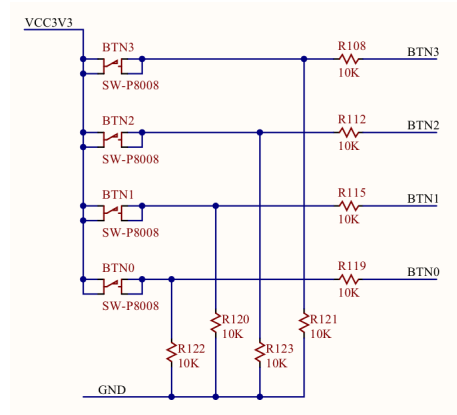 VCC3V3
BTN3
SW-P8008
R108
10K
BTN3
BTN2
SW-P8008
R112
10K
BTN2
BTN1
SW-P8008
R115
10K
BTN1
BTN0
SW-P8008
R119
10K
BTN0
R120
10K
R121
10K
R122
10K
R123
10K
GND